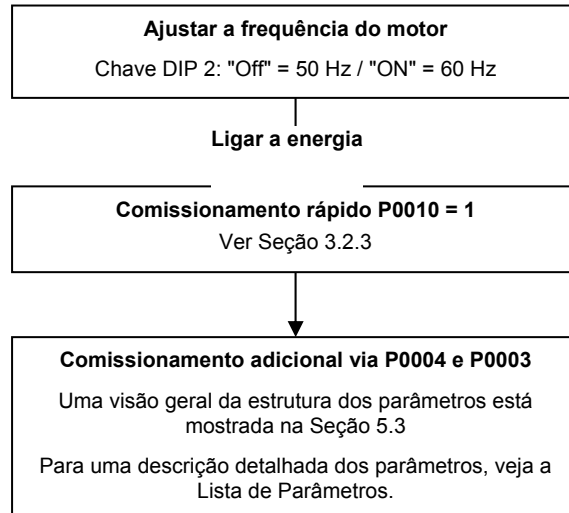 Ajustar a frequência do motor
Chave DIP 2: "Off" = 50 Hz / "ON" = 60 Hz
Ligar a energia
Comissionamento rápido P0010 = 1
Ver Seção 3.2.3
Comissionamento adicional via P0004 e P0003
Uma visão geral da estrutura dos parâmetros está
mostrada na Seção 5.3
Para uma descrição detalhada dos parâmetros, veja a
Lista de Parâmetros.